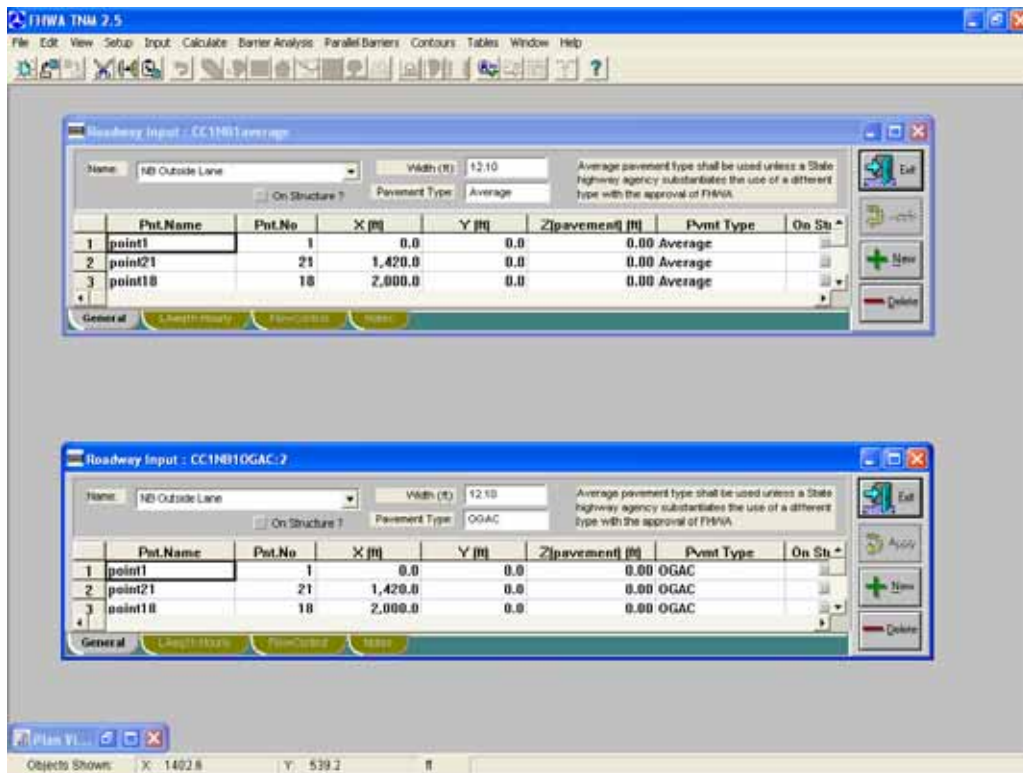 FHWA TNM 2.5
File Edit View Setup Input Calculate Barrier Analysis Parallel Barriers Contours Tables Window Help
Roadway Input : CC1NB1average
Name: NB Outside Lane Width (ft) 12.10 Average pavement type shall be used unless a State
highway agency substantiates the use of a different
On Structure ? Pavement Type: Average type with the approval of FHWA
Exit
Pnt.Name Pnt.No X (ft) Y (ft) Z(pavement) (ft) Pvmt Type On Stru
1 point1 1 0.0 0.0 0.00 Average
2 point21 21 1,420.0 0.0 0.00 Average
3 point18 18 2,000.0 0.0 0.00 Average
New
Delete
General Notes
Roadway Input : CC1NB1OGAC:2
Name: NB Outside Lane Width (ft) 12.10 Average pavement type shall be used unless a State
highway agency substantiates the use of a different
On Structure ? Pavement Type: OGAC type with the approval of FHWA
Exit
Pnt.Name Pnt.No X (ft) Y (ft) Z(pavement) (ft) Pvmt Type On Stru
1 point1 1 0.0 0.0 0.00 OGAC
2 point21 21 1,420.0 0.0 0.00 OGAC
3 point18 18 2,000.0 0.0 0.00 OGAC
Apply
New
Delete
General Notes
Plan Vi...
Objects Shown: X: 1402.8 Y: 539.2 ft